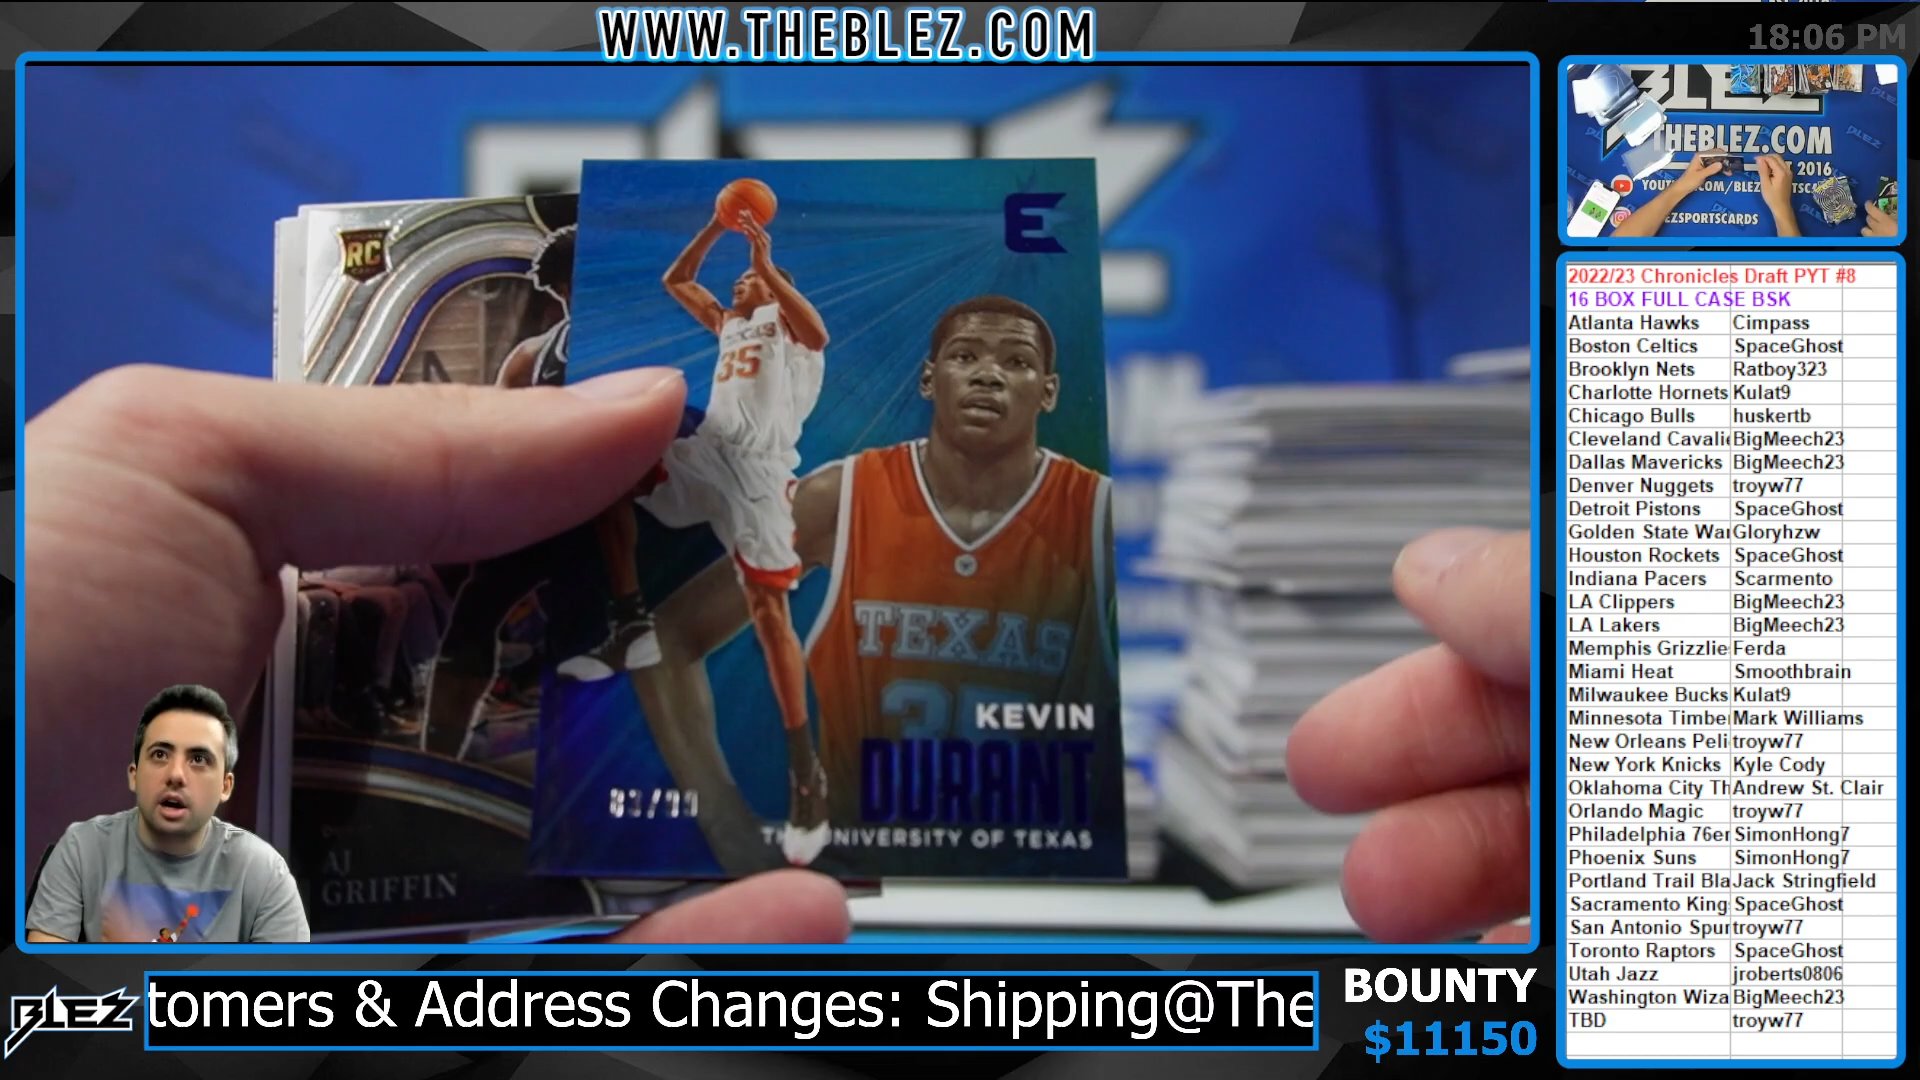 WWW.THEBLEZ.COM
18:06 PM
RC
E
TEXAS
35
TEXAS
35
KEVIN
DURANT
THE UNIVERSITY OF TEXAS
AJ
GRIFFIN
THEBLEZ.COM
2016
2022/23 Chronicles Draft PYT #8
16 BOX FULL CASE BSK
Atlanta Hawks Cimpass
Boston Celtics SpaceGhost
Brooklyn Nets Ratboy323
Charlotte Hornets Kulat9
Chicago Bulls huskertb
Cleveland Cavalie BigMeech23
Dallas Mavericks BigMeech23
Denver Nuggets troyw77
Detroit Pistons SpaceGhost
Golden State War Gloryhzw
Houston Rockets SpaceGhost
Indiana Pacers Scarmento
LA Clippers BigMeech23
LA Lakers BigMeech23
Memphis Grizzlie Ferda
Miami Heat Smoothbrain
Milwaukee Bucks Kulat9
Minnesota Timbe Mark Williams
New Orleans Peli troyw77
New York Knicks Kyle Cody
Oklahoma City Th Andrew St. Clair
Orlando Magic troyw77
Philadelphia 76er SimonHong7
Phoenix Suns SimonHong7
Portland Trail Bla Jack Stringfield
Sacramento King SpaceGhost
San Antonio Spur troyw77
Toronto Raptors SpaceGhost
Utah Jazz jroberts0806
Washington Wiza BigMeech23
TBD troyw77
BLEZ
tomers & Address Changes: Shipping@The
BOUNTY
$11150